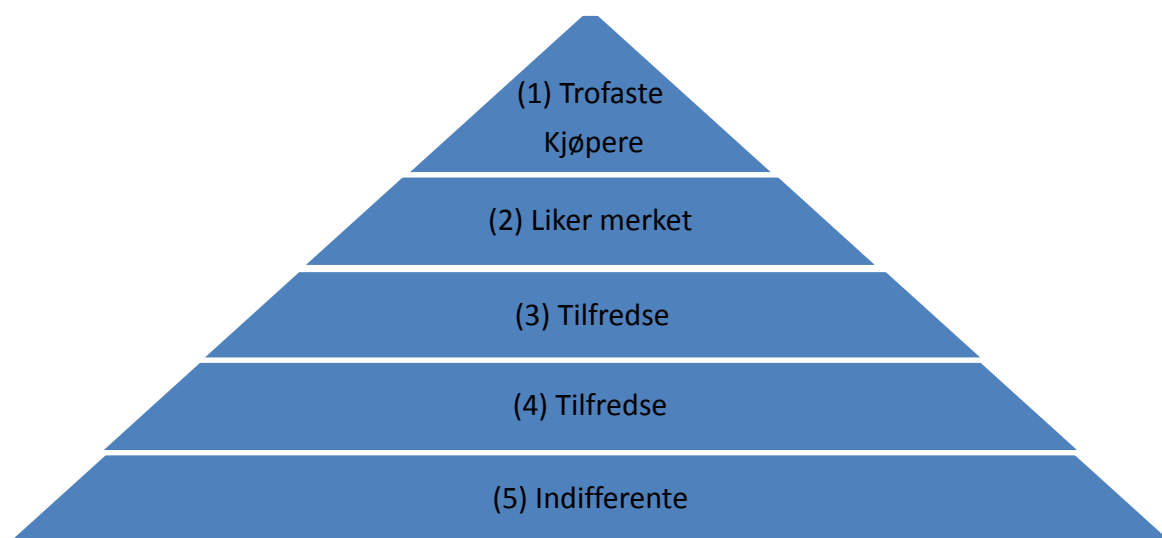 (1) Trofaste
Kjøpere
(2) Liker merket
(3) Tilfredse
(4) Tilfredse
(5) Indifferente